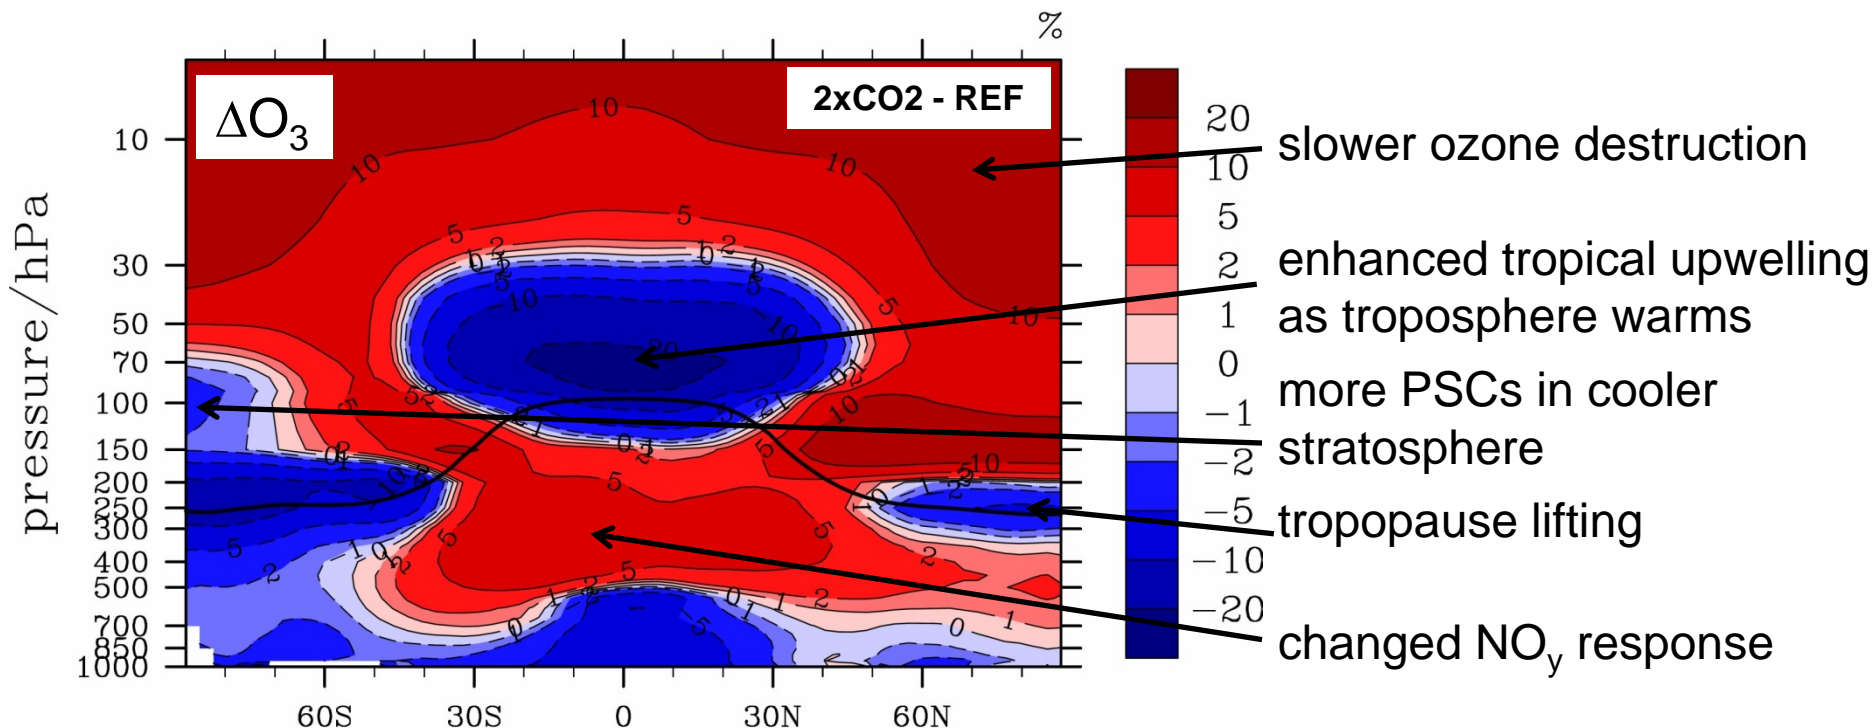 %
ΔO₃
2xCO2 - REF
pressure/hPa
10
30
50
70
100
150
200
250
300
400
500
700
850
1000
60S 30S 0 30N 60N
20
10
5
2
1
0
−1
−2
−5
−10
−20
slower ozone destruction
enhanced tropical upwelling
as troposphere warms
more PSCs in cooler
stratosphere
tropopause lifting
changed NOᵧ response